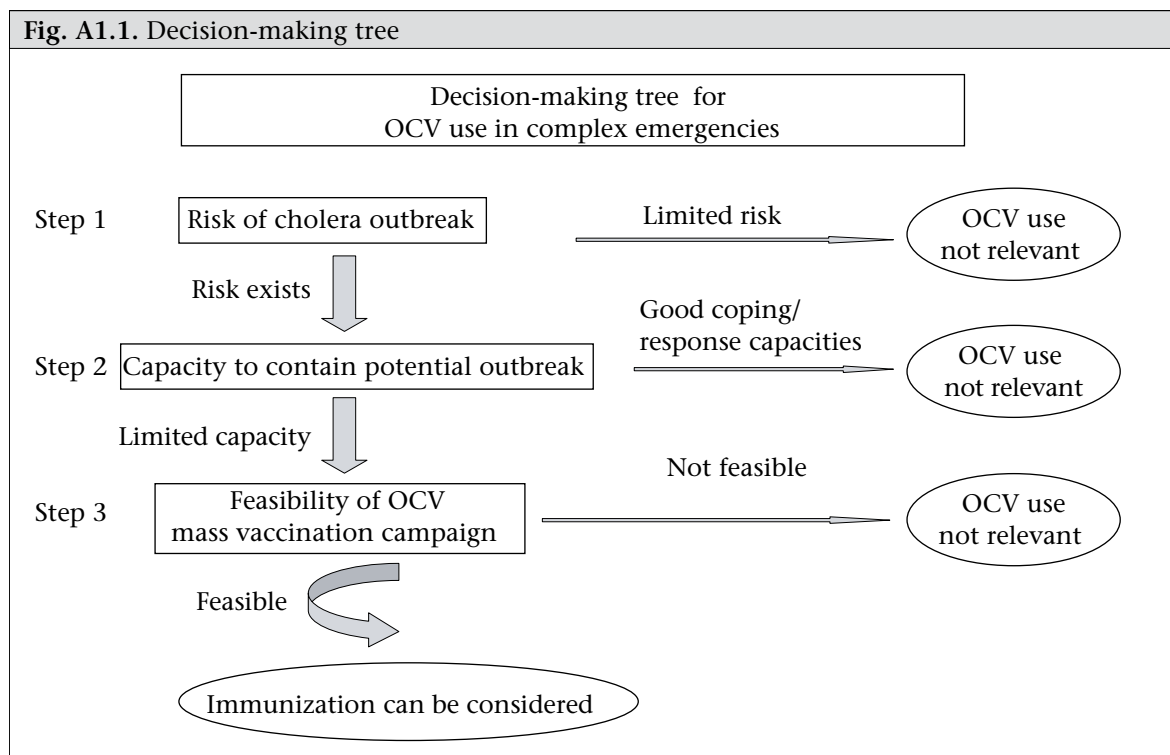 Fig. A1.1. Decision-making tree
Decision-making tree for
OCV use in complex emergencies
Step 1
Risk of cholera outbreak
Limited risk
OCV use
not relevant
Risk exists
Good coping/
response capacities
Step 2
Capacity to contain potential outbreak
OCV use
not relevant
Limited capacity
Not feasible
Step 3
Feasibility of OCV
mass vaccination campaign
OCV use
not relevant
Feasible
Immunization can be considered